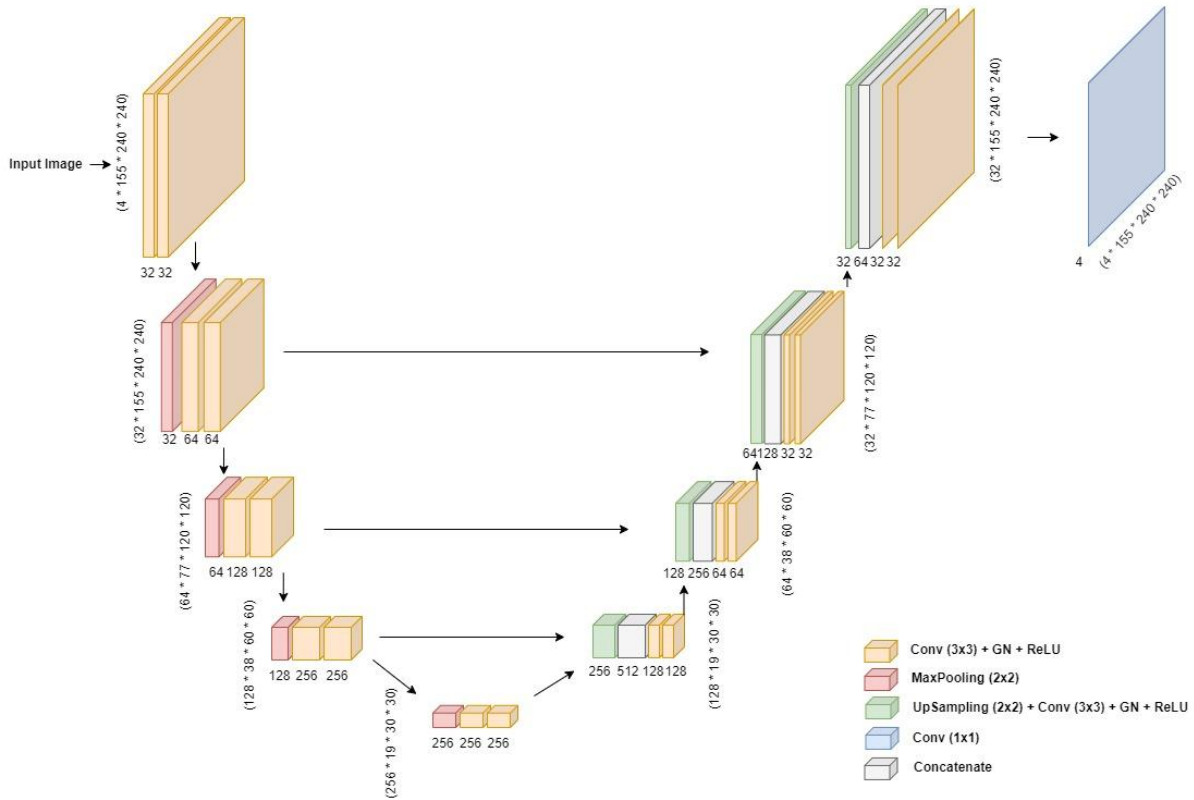 Input Image
(4 * 155 * 240 * 240)
32 32
(32 * 155 * 240 * 240)
32 64 64
(64 * 77 * 120 * 120)
64 128 128
(128 * 38 * 60 * 60)
128 256 256
(256 * 19 * 30 * 30)
256 256 256
256 512 128 128
(128 * 19 * 30 * 30)
128 256 64 64
(64 * 38 * 60 * 60)
64 128 32 32
(32 * 77 * 120 * 120)
32 64 32 32
(32 * 155 * 240 * 240)
4
(4 * 155 * 240 * 240)
Conv (3x3) + GN + ReLU
MaxPooling (2x2)
UpSampling (2x2) + Conv (3x3) + GN + ReLU
Conv (1x1)
Concatenate